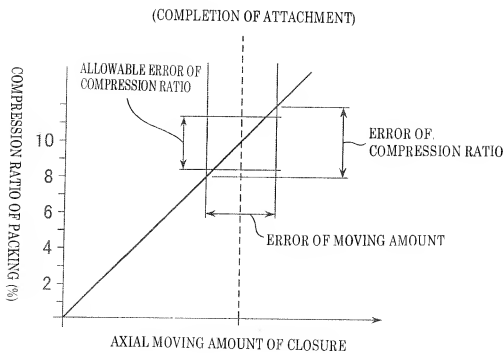 (COMPLETION OF ATTACHMENT)
ALLOWABLE ERROR OF
COMPRESSION RATIO
COMPRESSION RATIO OF PACKING (%)
10
8
6
4
2
ERROR OF
COMPRESSION RATIO
ERROR OF MOVING AMOUNT
AXIAL MOVING AMOUNT OF CLOSURE